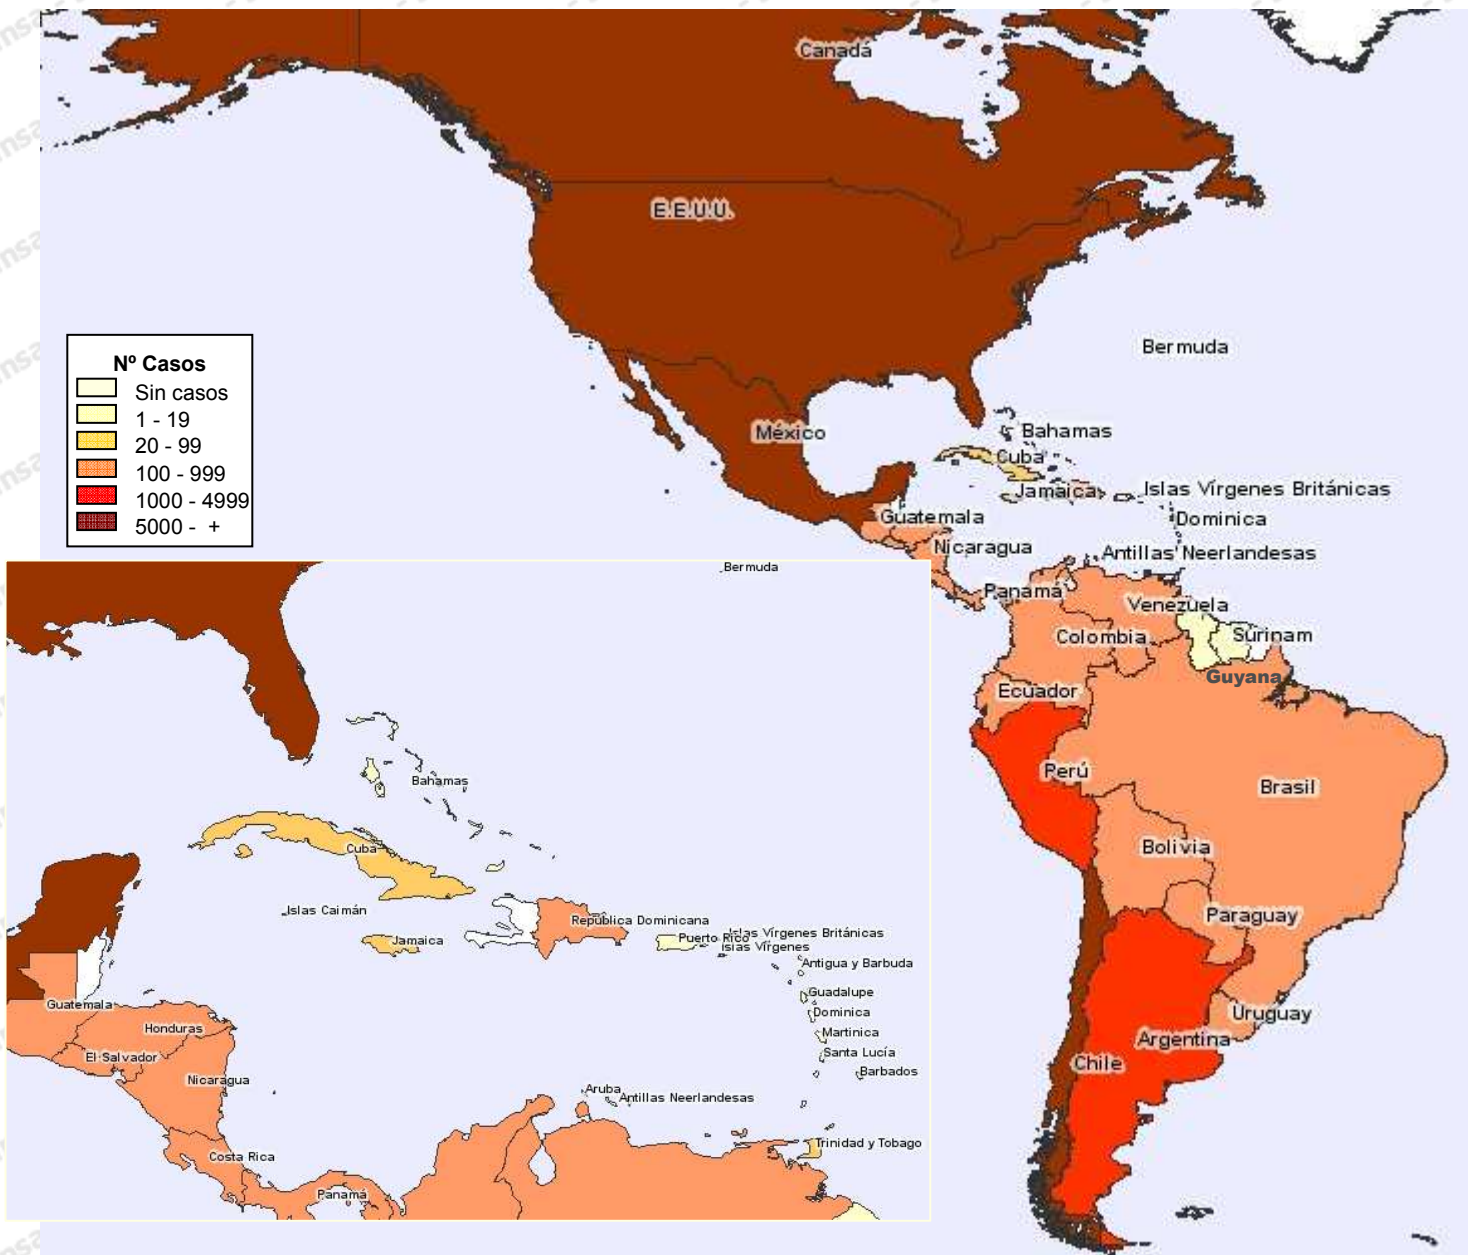 Canadá
E.E.U.U.
Bermuda
Nº Casos
Sin casos
1 - 19
20 - 99
100 - 999
1000 - 4999
5000 - +
México
Bahamas
Cuba
Jamaica
Islas Vírgenes Británicas
Guatemala
Dominica
Nicaragua
Antillas Neerlandesas
Panamá
Venezuela
Colombia
Surinam
Guyana
Ecuador
Perú
Brasil
Bolivia
Paraguay
Uruguay
Argentina
Chile
Bermuda
Bahamas
Cuba
Islas Caimán
República Dominicana
Jamaica
Puerto Rico
Islas Vírgenes Británicas
Islas Vírgenes
Antigua y Barbuda
Guadalupe
Guatemala
Dominica
Honduras
Martinica
El Salvador
Santa Lucía
Nicaragua
Barbados
Aruba
Antillas Neerlandesas
Trinidad y Tobago
Costa Rica
Panamá